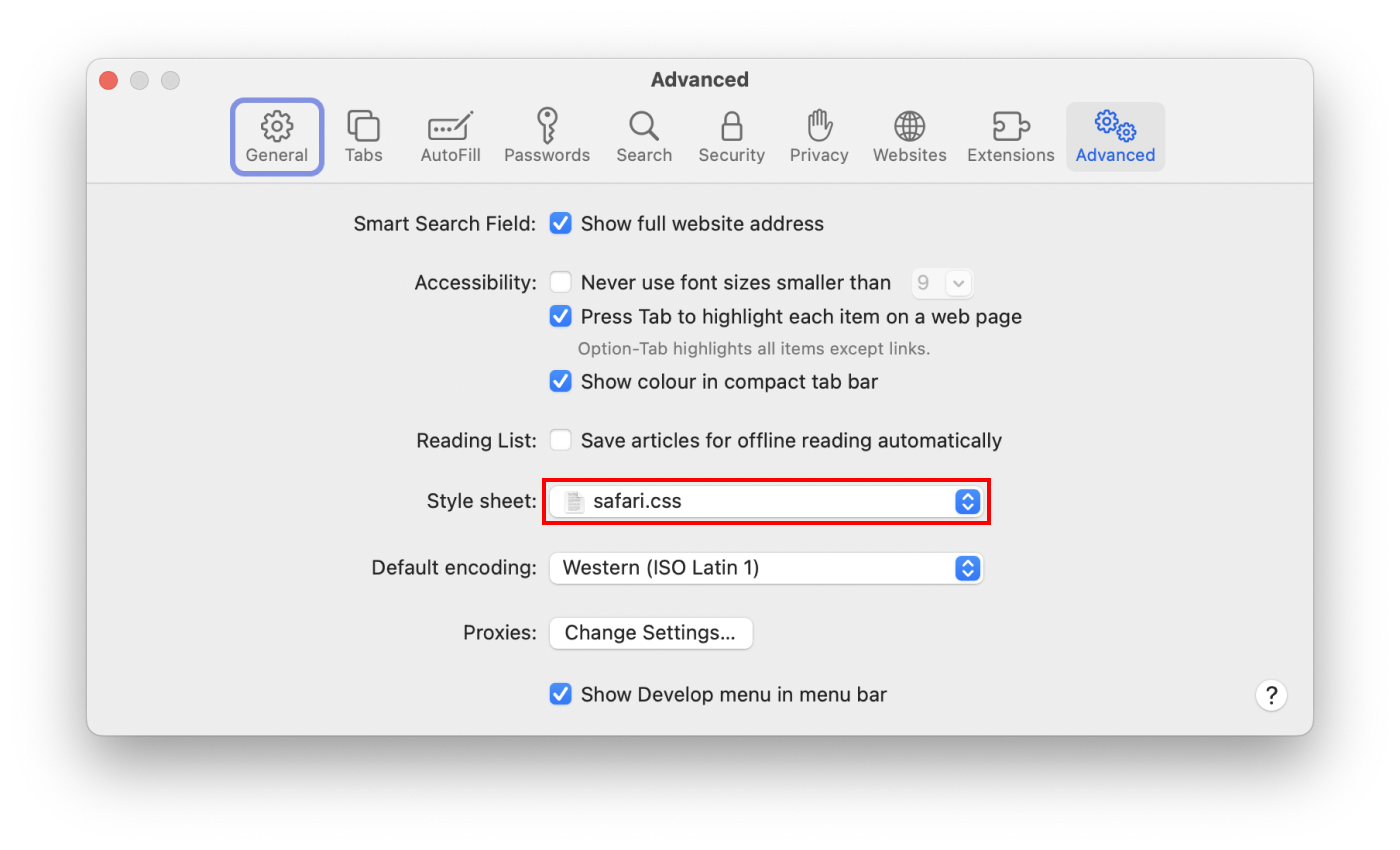 Advanced
General Tabs AutoFill Passwords Search Security Privacy Websites Extensions Advanced
Smart Search Field: Show full website address
Accessibility: Never use font sizes smaller than 9
Press Tab to highlight each item on a web page
Option-Tab highlights all items except links.
Show colour in compact tab bar
Reading List: Save articles for offline reading automatically
Style sheet: safari.css
Default encoding: Western (ISO Latin 1)
Proxies: Change Settings...
Show Develop menu in menu bar
?